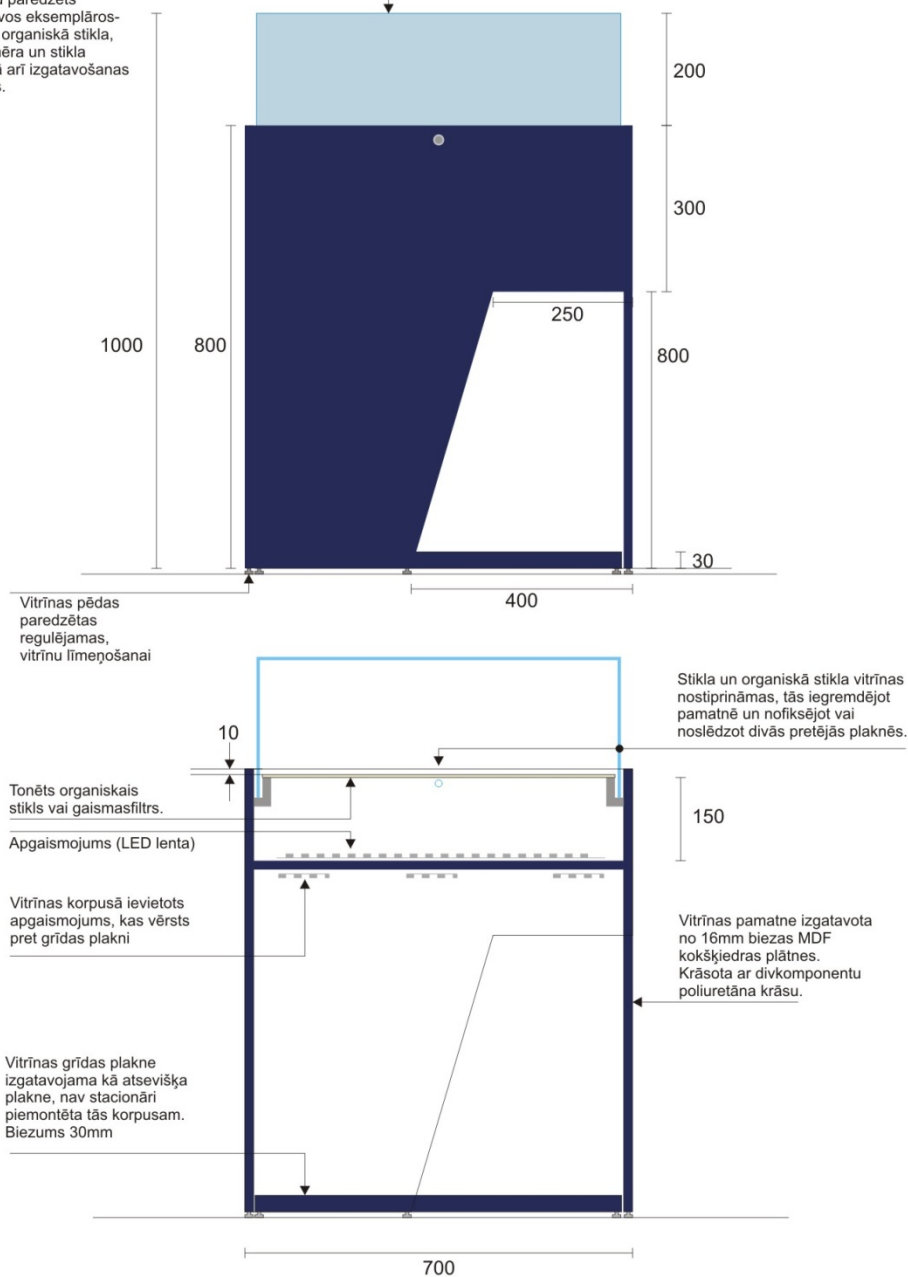 paredzēts
eksemplāros-
organiskā stikla,
un stikla
arī izgatavošanas
200
300
250
1000
800
800
30
400
Vitrīnas pēdas
paredzētas
regulējamas,
vitrīnu līmeņošanai
Stikla un organiskā stikla vitrīnas
nostiprināmas, tās iegremdējot
pamatnē un nofiksējot vai
noslēdzot divās pretējās plaknēs.
10
Tonēts organiskais
stikls vai gaismasfiltrs.
150
Apgaismojums (LED lenta)
Vitrīnas korpusā ievietots
apgaismojums, kas vērsts
pret grīdas plakni
Vitrīnas pamatne izgatavota
no 16mm biezas MDF
kokšķiedras plātnes.
Krāsota ar divkomponentu
poliuretāna krāsu.
Vitrīnas grīdas plakne
izgatavojama kā atsevišķa
plakne, nav stacionāri
piemontēta tās korpusam.
Biezums 30mm
700